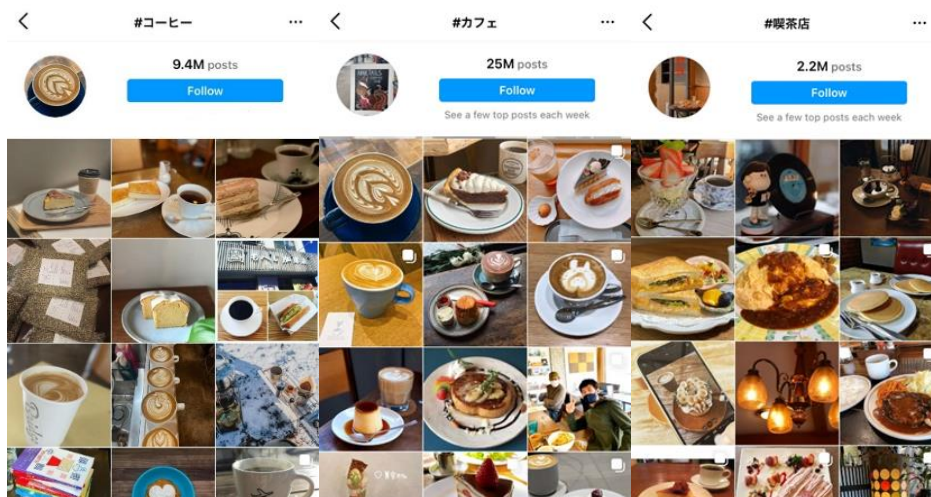 #コーヒー
9.4M posts
Follow
#カフェ
25M posts
Follow
See a few top posts each week
#喫茶店
2.2M posts
Follow
See a few top posts each week